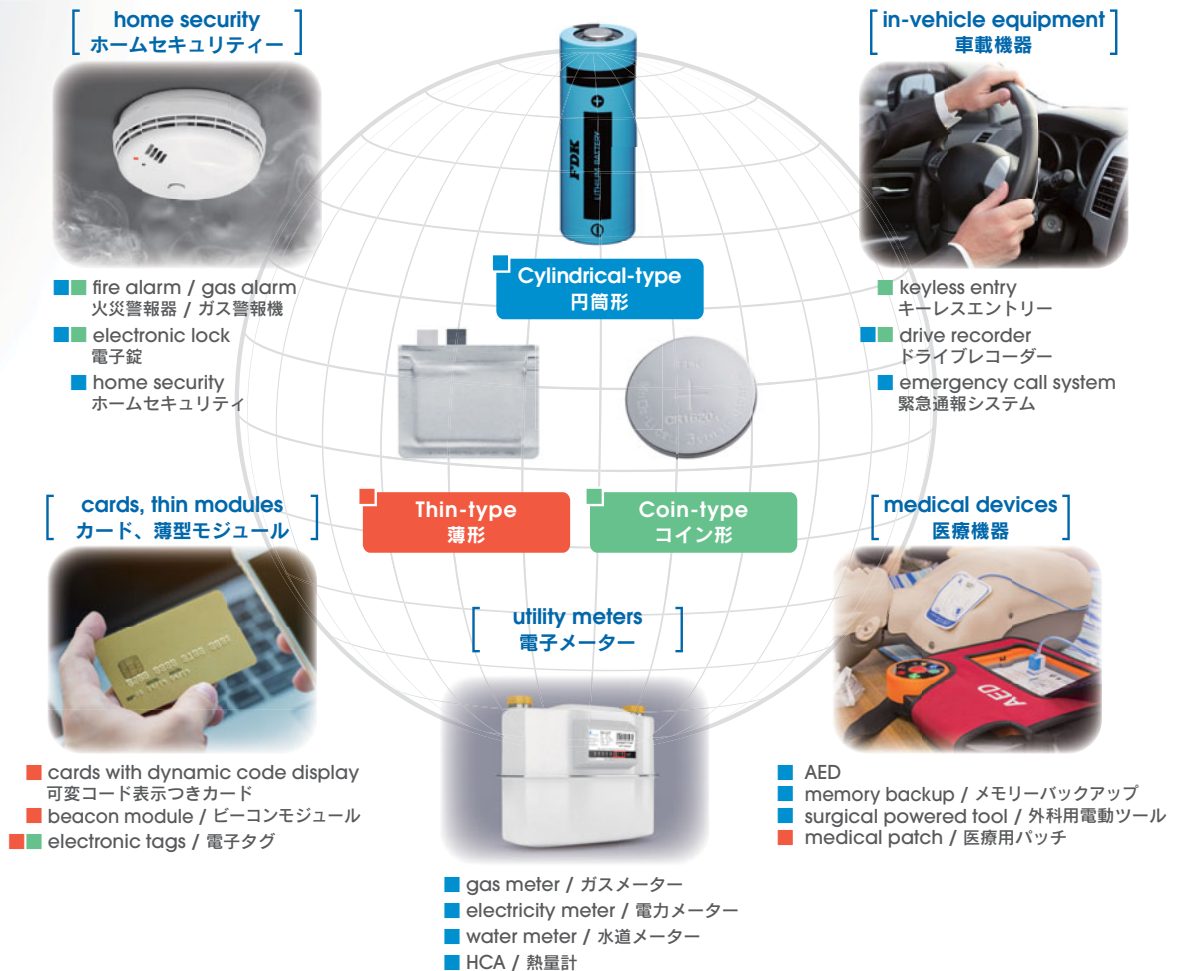 home security
ホームセキュリティー
in-vehicle equipment
車載機器
FDK
LITHIUM BATTERY
fire alarm / gas alarm
火災警報器 / ガス警報機
electronic lock
電子錠
home security
ホームセキュリティ
Cylindrical-type
円筒形
keyless entry
キーレスエントリー
drive recorder
ドライブレコーダー
emergency call system
緊急通報システム
CR1620
Thin-type
薄形
Coin-type
コイン形
cards, thin modules
カード、薄型モジュール
medical devices
医療機器
AED
utility meters
電子メーター
cards with dynamic code display
可変コード表示つきカード
beacon module / ビーコンモジュール
electronic tags / 電子タグ
AED
memory backup / メモリーバックアップ
surgical powered tool / 外科用電動ツール
medical patch / 医療用パッチ
gas meter / ガスメーター
electricity meter / 電力メーター
water meter / 水道メーター
HCA / 熱量計